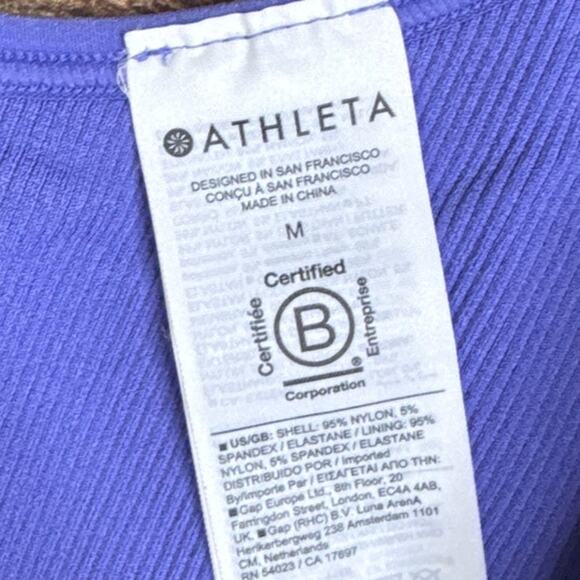 ATHLETA
DESIGNED IN SAN FRANCISCO
CONÇU À SAN FRANCISCO
MADE IN CHINA
M
Certified
Certifiée
B
Entreprise
®
Corporation
■ US/GB: SHELL: 95% NYLON, 5%
SPANDEX / ELASTANE / LINING: 95%
NYLON, 5% SPANDEX / ELASTANE
DISTRIBUIDO POR / Imported
By/Importe Par / ΕΙΣΑΓΕΤΑΙ ΑΠΟ ΤΗΝ:
■Gap Europe Ltd., 8th Floor, 20
Farringdon Street, London, EC4A 4AB,
UK, ■Gap (RHC) B.V. Luna ArenA
Herikerbergweg 238 Amsterdam 1101
CM, Netherlands
RN 54023 / CA 17897